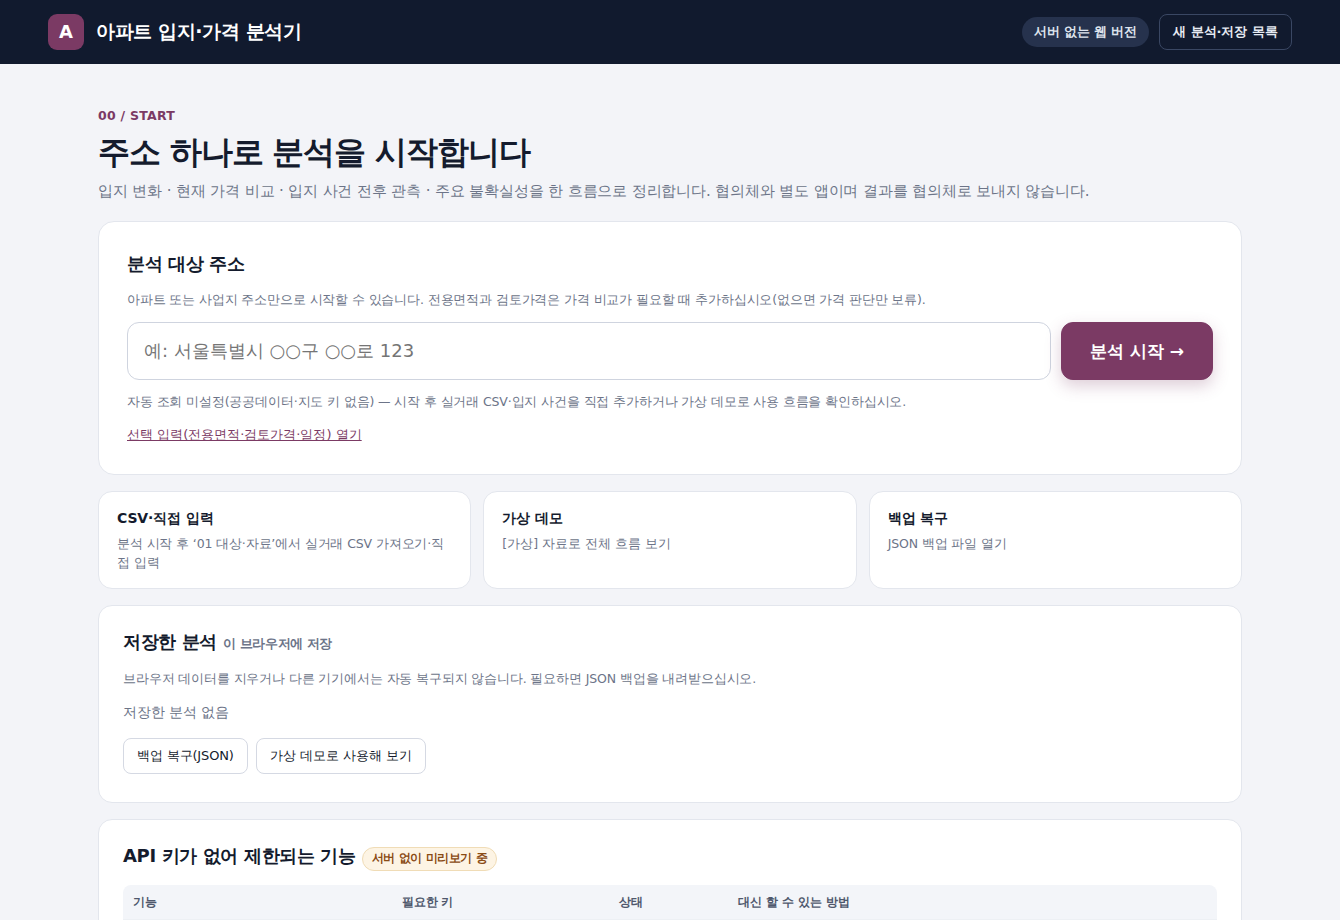 A 아파트 입지·가격 분석기
서버 없는 웹 버전
새 분석·저장 목록
00 / START
주소 하나로 분석을 시작합니다
입지 변화 · 현재 가격 비교 · 입지 사건 전후 관측 · 주요 불확실성을 한 흐름으로 정리합니다. 협의체와 별도 앱이며 결과를 협의체로 보내지 않습니다.
분석 대상 주소
아파트 또는 사업지 주소만으로 시작할 수 있습니다. 전용면적과 검토가격은 가격 비교가 필요할 때 추가하십시오(없으면 가격 판단만 보류).
예: 서울특별시 ○○구 ○○로 123
분석 시작 →
자동 조회 미설정(공공데이터·지도 키 없음) — 시작 후 실거래 CSV·입지 사건을 직접 추가하거나 가상 데모로 사용 흐름을 확인하십시오.
선택 입력(전용면적·검토가격·일정) 열기
CSV·직접 입력
분석 시작 후 ‘01 대상·자료’에서 실거래 CSV 가져오기·직
접 입력
가상 데모
[가상] 자료로 전체 흐름 보기
백업 복구
JSON 백업 파일 열기
저장한 분석 이 브라우저에 저장
브라우저 데이터를 지우거나 다른 기기에서는 자동 복구되지 않습니다. 필요하면 JSON 백업을 내려받으십시오.
저장한 분석 없음
백업 복구(JSON)
가상 데모로 사용해 보기
API 키가 없어 제한되는 기능 서버 없이 미리보기 중
기능 필요한 키 상태 대신 할 수 있는 방법